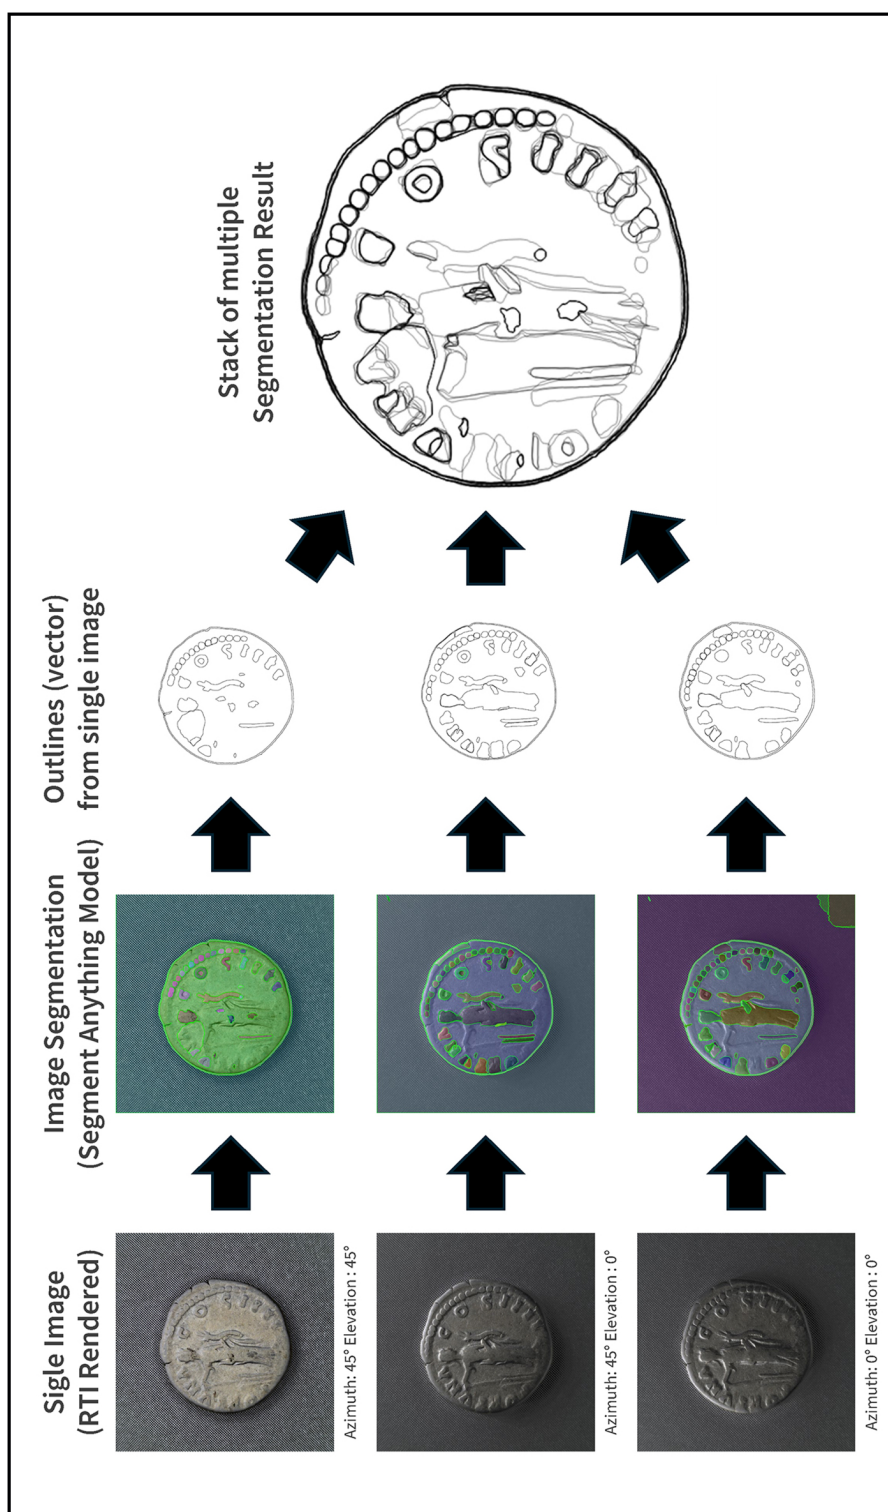 Sigle Image
(RTI Rendered)
Image Segmentation
(Segment Anything Model)
Outlines (vector)
from single image
Stack of multiple
Segmentation Result
Azimuth: 45° Elevation : 45°
Azimuth: 45° Elevation : 0°
Azimuth: 0° Elevation : 0°